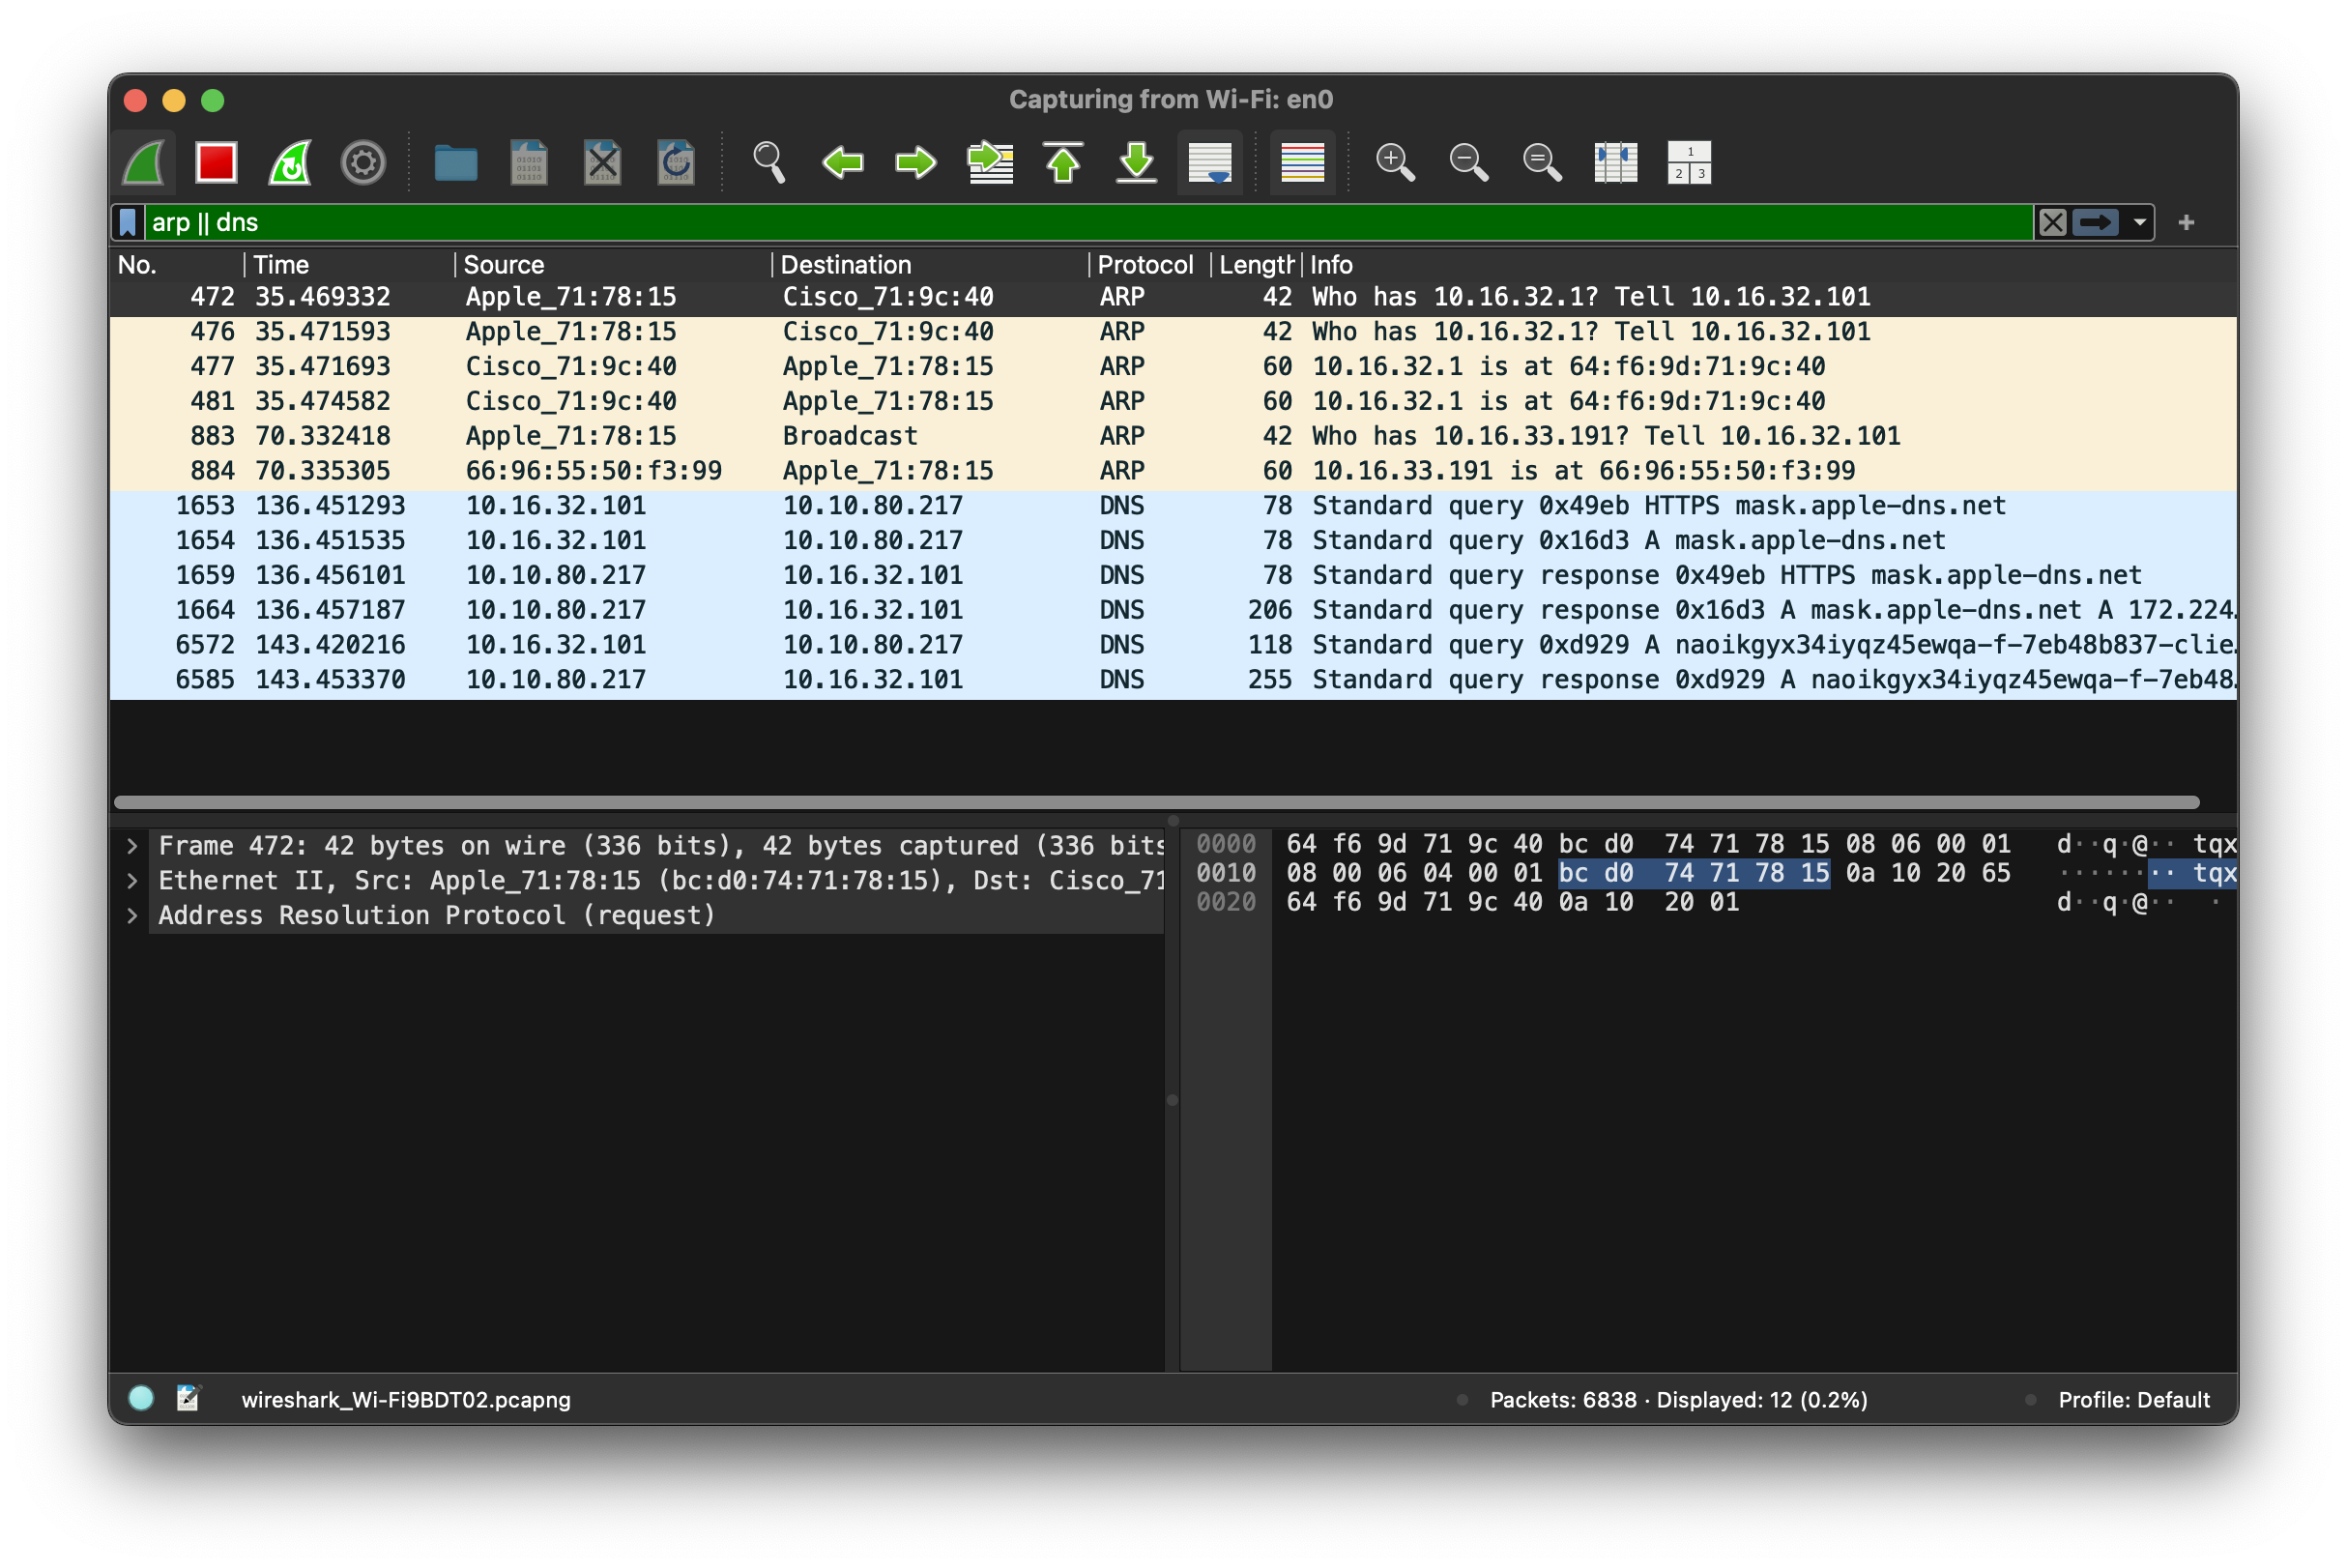 Capturing from Wi-Fi: en0
arp || dns
No. Time Source Destination Protocol Length Info
472 35.469332 Apple_71:78:15 Cisco_71:9c:40 ARP 42 Who has 10.16.32.1? Tell 10.16.32.101
476 35.471593 Apple_71:78:15 Cisco_71:9c:40 ARP 42 Who has 10.16.32.1? Tell 10.16.32.101
477 35.471693 Cisco_71:9c:40 Apple_71:78:15 ARP 60 10.16.32.1 is at 64:f6:9d:71:9c:40
481 35.474582 Cisco_71:9c:40 Apple_71:78:15 ARP 60 10.16.32.1 is at 64:f6:9d:71:9c:40
883 70.332418 Apple_71:78:15 Broadcast ARP 42 Who has 10.16.33.191? Tell 10.16.32.101
884 70.335305 66:96:55:50:f3:99 Apple_71:78:15 ARP 60 10.16.33.191 is at 66:96:55:50:f3:99
1653 136.451293 10.16.32.101 10.10.80.217 DNS 78 Standard query 0x49eb HTTPS mask.apple-dns.net
1654 136.451535 10.16.32.101 10.10.80.217 DNS 78 Standard query 0x16d3 A mask.apple-dns.net
1659 136.456101 10.10.80.217 10.16.32.101 DNS 78 Standard query response 0x49eb HTTPS mask.apple-dns.net
1664 136.457187 10.10.80.217 10.16.32.101 DNS 206 Standard query response 0x16d3 A mask.apple-dns.net A 172.224…
6572 143.420216 10.16.32.101 10.10.80.217 DNS 118 Standard query 0xd929 A naoikgyx34iyqz45ewqa-f-7eb48b837-clie…
6585 143.453370 10.10.80.217 10.16.32.101 DNS 255 Standard query response 0xd929 A naoikgyx34iyqz45ewqa-f-7eb48…
Frame 472: 42 bytes on wire (336 bits), 42 bytes captured (336 bits
Ethernet II, Src: Apple_71:78:15 (bc:d0:74:71:78:15), Dst: Cisco_71
Address Resolution Protocol (request)
0000 64 f6 9d 71 9c 40 bc d0 74 71 78 15 08 06 00 01 d··q·@·· tqx
0010 08 00 06 04 00 01 bc d0 74 71 78 15 0a 10 20 65 ········ tqx
0020 64 f6 9d 71 9c 40 0a 10 20 01 d··q·@·· ·
wireshark_Wi-Fi9BDT02.pcapng
Packets: 6838 · Displayed: 12 (0.2%)
Profile: Default